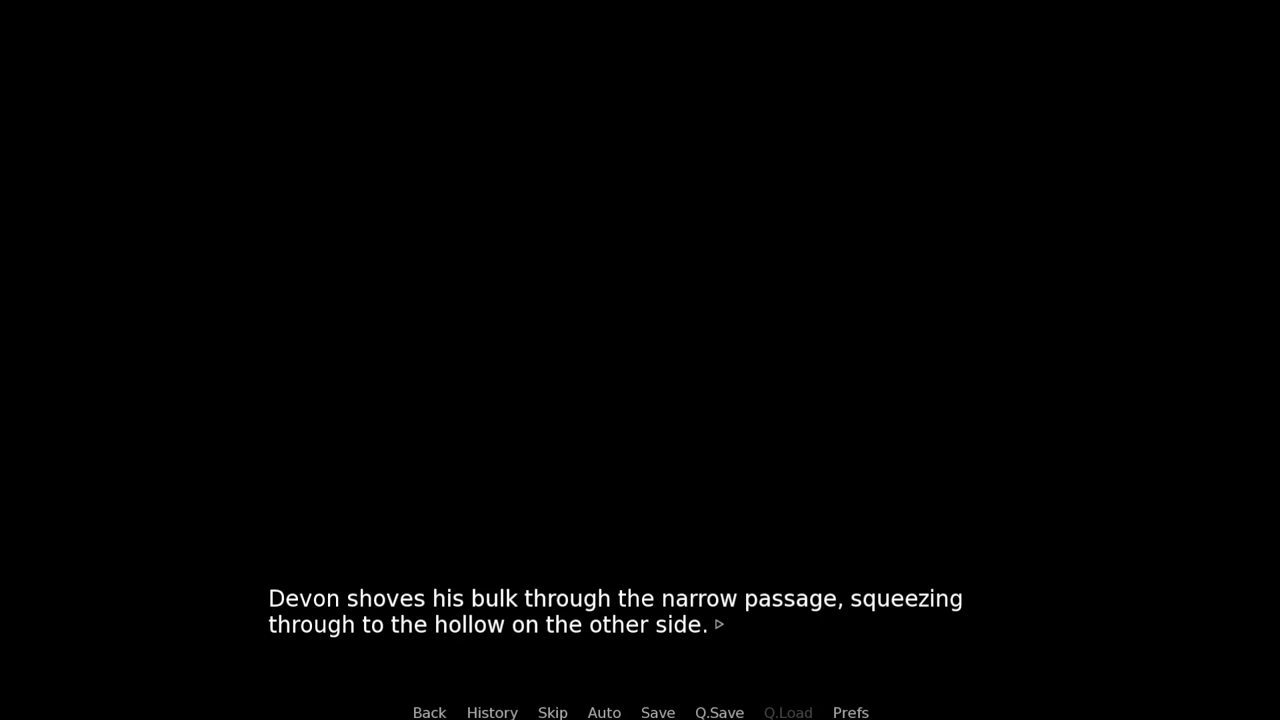 Devon shoves his bulk through the narrow passage, squeezing
through to the hollow on the other side.
Back History Skip Auto Save Q.Save Q.Load Prefs